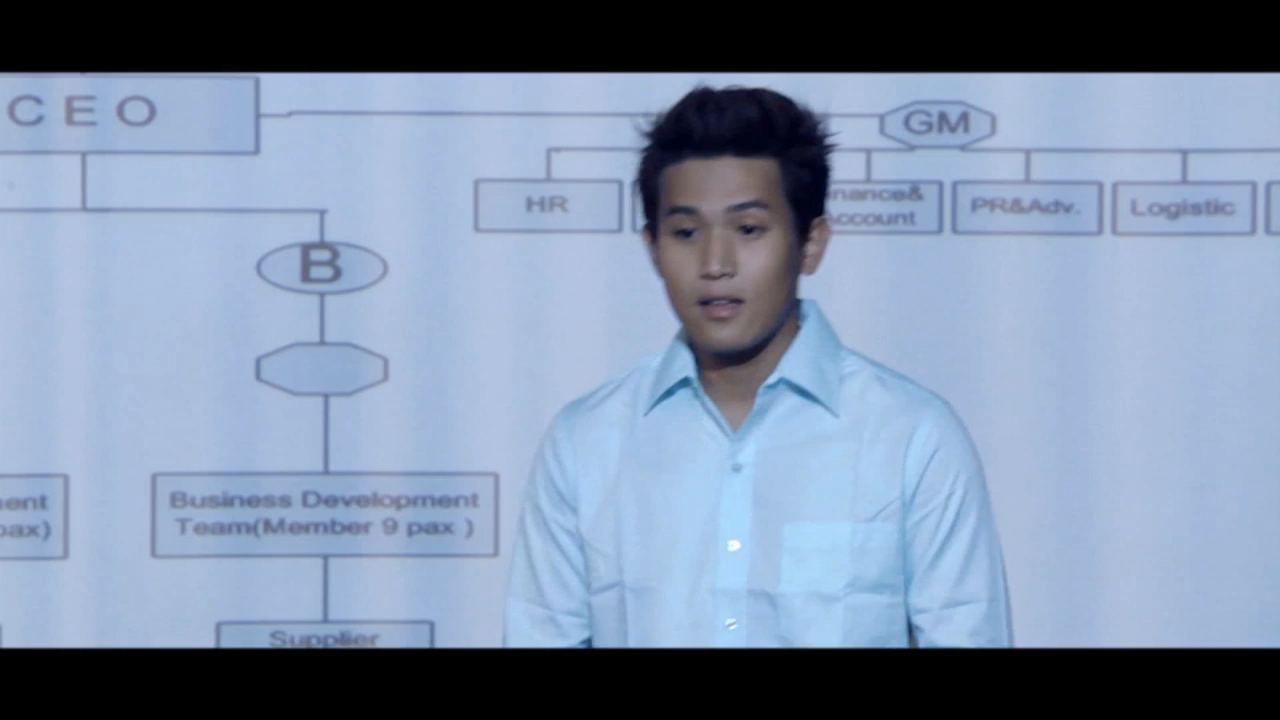 CEO
GM
HR
PR&Adv.
Logistic
B
Business Development
Team(Member 9 pax )
Supplier